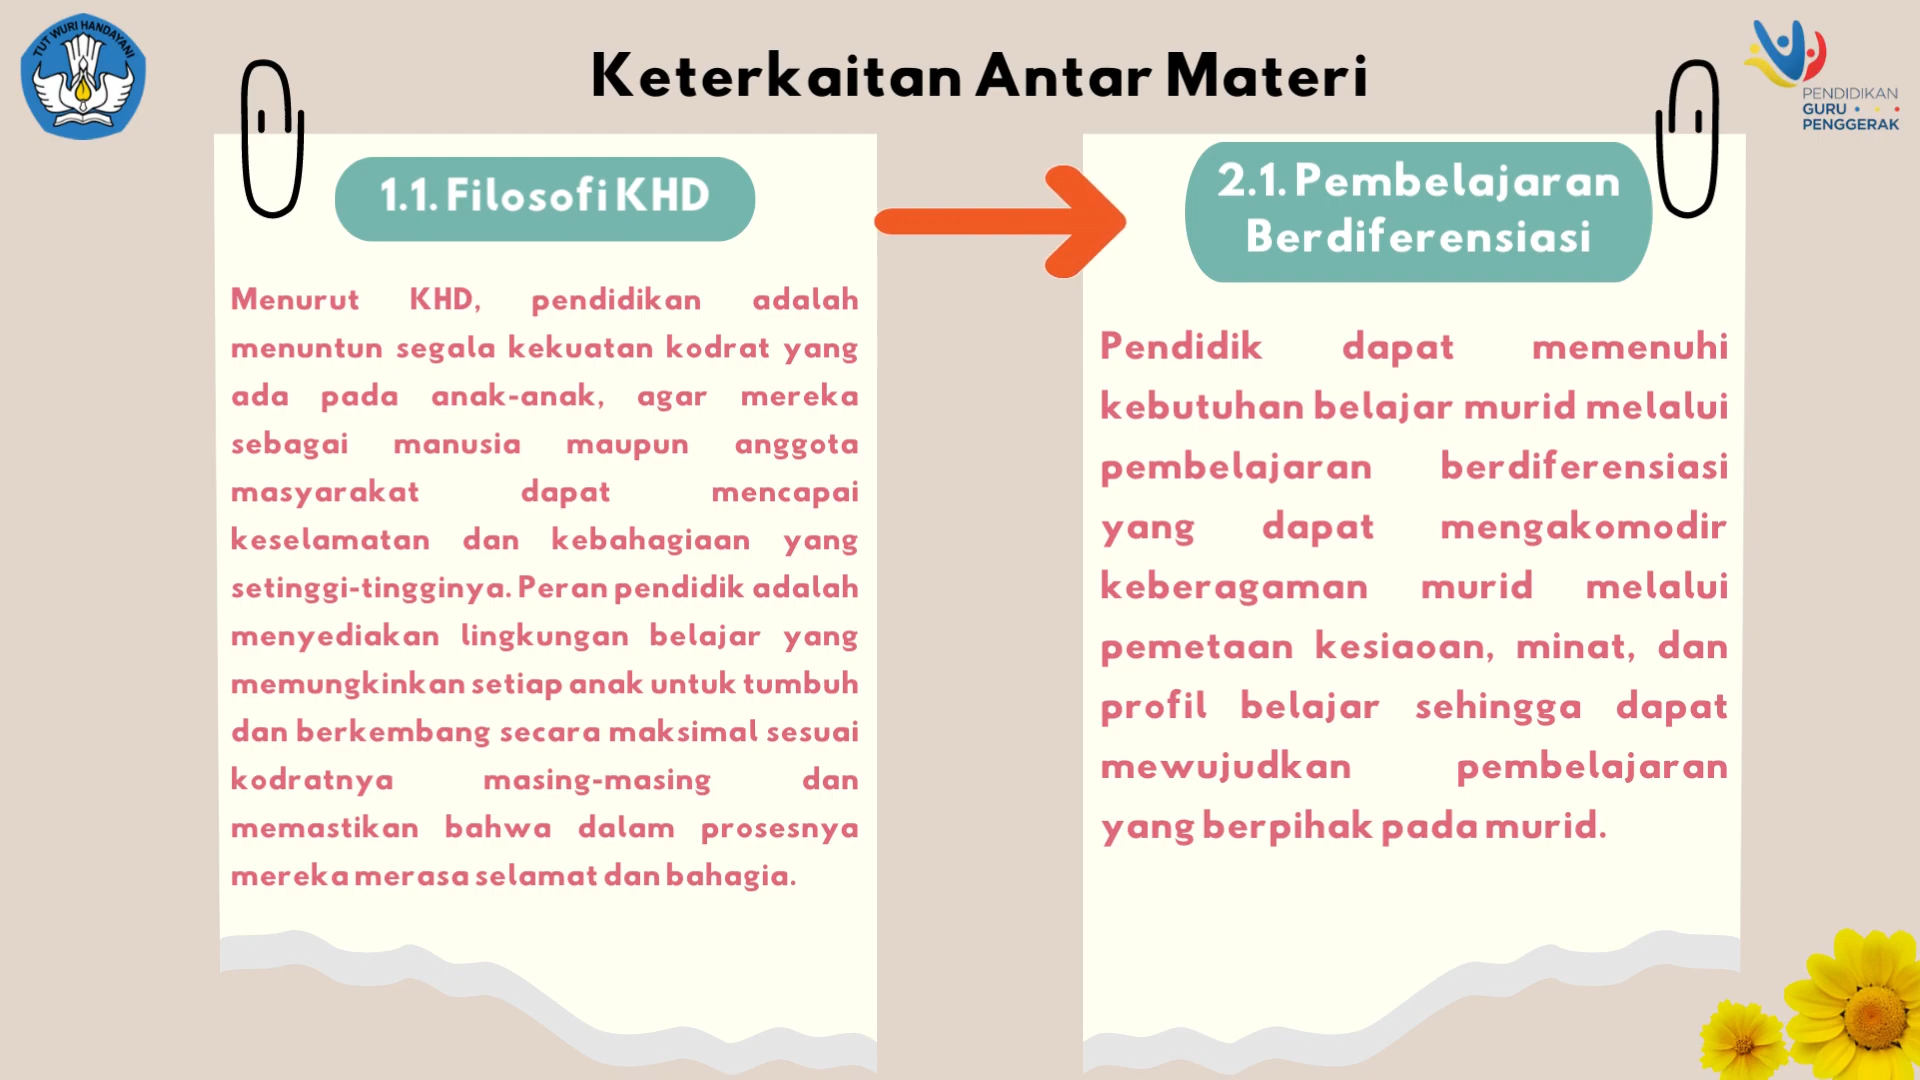 TUT WURI HANDAYANI
Keterkaitan Antar Materi
PENDIDIKAN
GURU
PENGGERAK
1.1. Filosofi KHD
Menurut KHD, pendidikan adalah
menuntun segala kekuatan kodrat yang
ada pada anak-anak, agar mereka
sebagai manusia maupun anggota
masyarakat dapat mencapai
keselamatan dan kebahagiaan yang
setinggi-tingginya. Peran pendidik adalah
menyediakan lingkungan belajar yang
memungkinkan setiap anak untuk tumbuh
dan berkembang secara maksimal sesuai
kodratnya masing-masing dan
memastikan bahwa dalam prosesnya
mereka merasa selamat dan bahagia.
2.1. Pembelajaran
Berdiferensiasi
Pendidik dapat memenuhi
kebutuhan belajar murid melalui
pembelajaran berdiferensiasi
yang dapat mengakomodir
keberagaman murid melalui
pemetaan kesiaoan, minat, dan
profil belajar sehingga dapat
mewujudkan pembelajaran
yang berpihak pada murid.